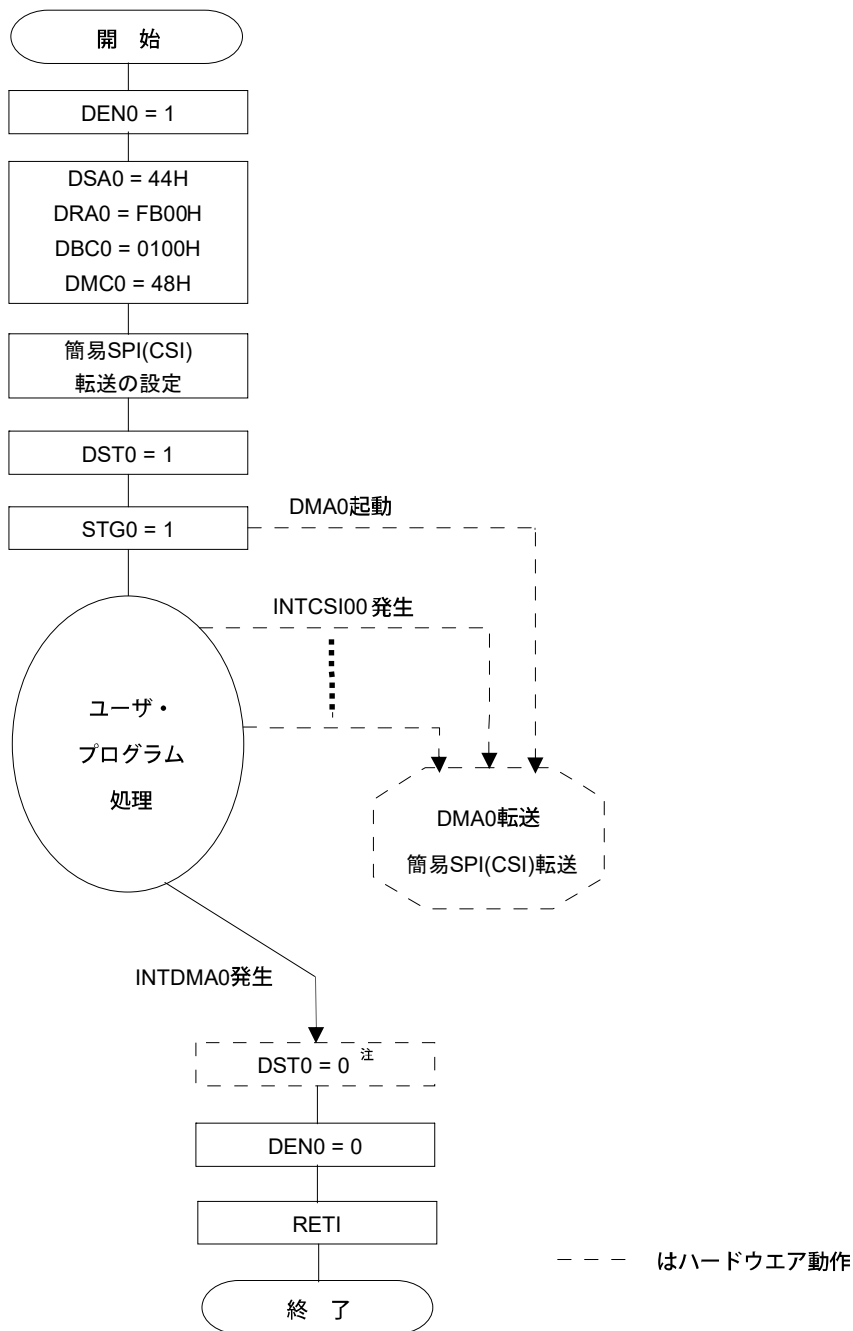 開 始
DEN0 = 1
DSA0 = 44H
DRA0 = FB00H
DBC0 = 0100H
DMC0 = 48H
簡易SPI(CSI)
転送の設定
DST0 = 1
STG0 = 1
DMA0起動
INTCSI00 発生
ユーザ・
プログラム
処理
DMA0転送
簡易SPI(CSI)転送
INTDMA0発生
DST0 = 0 注
DEN0 = 0
RETI
はハードウエア動作
終 了